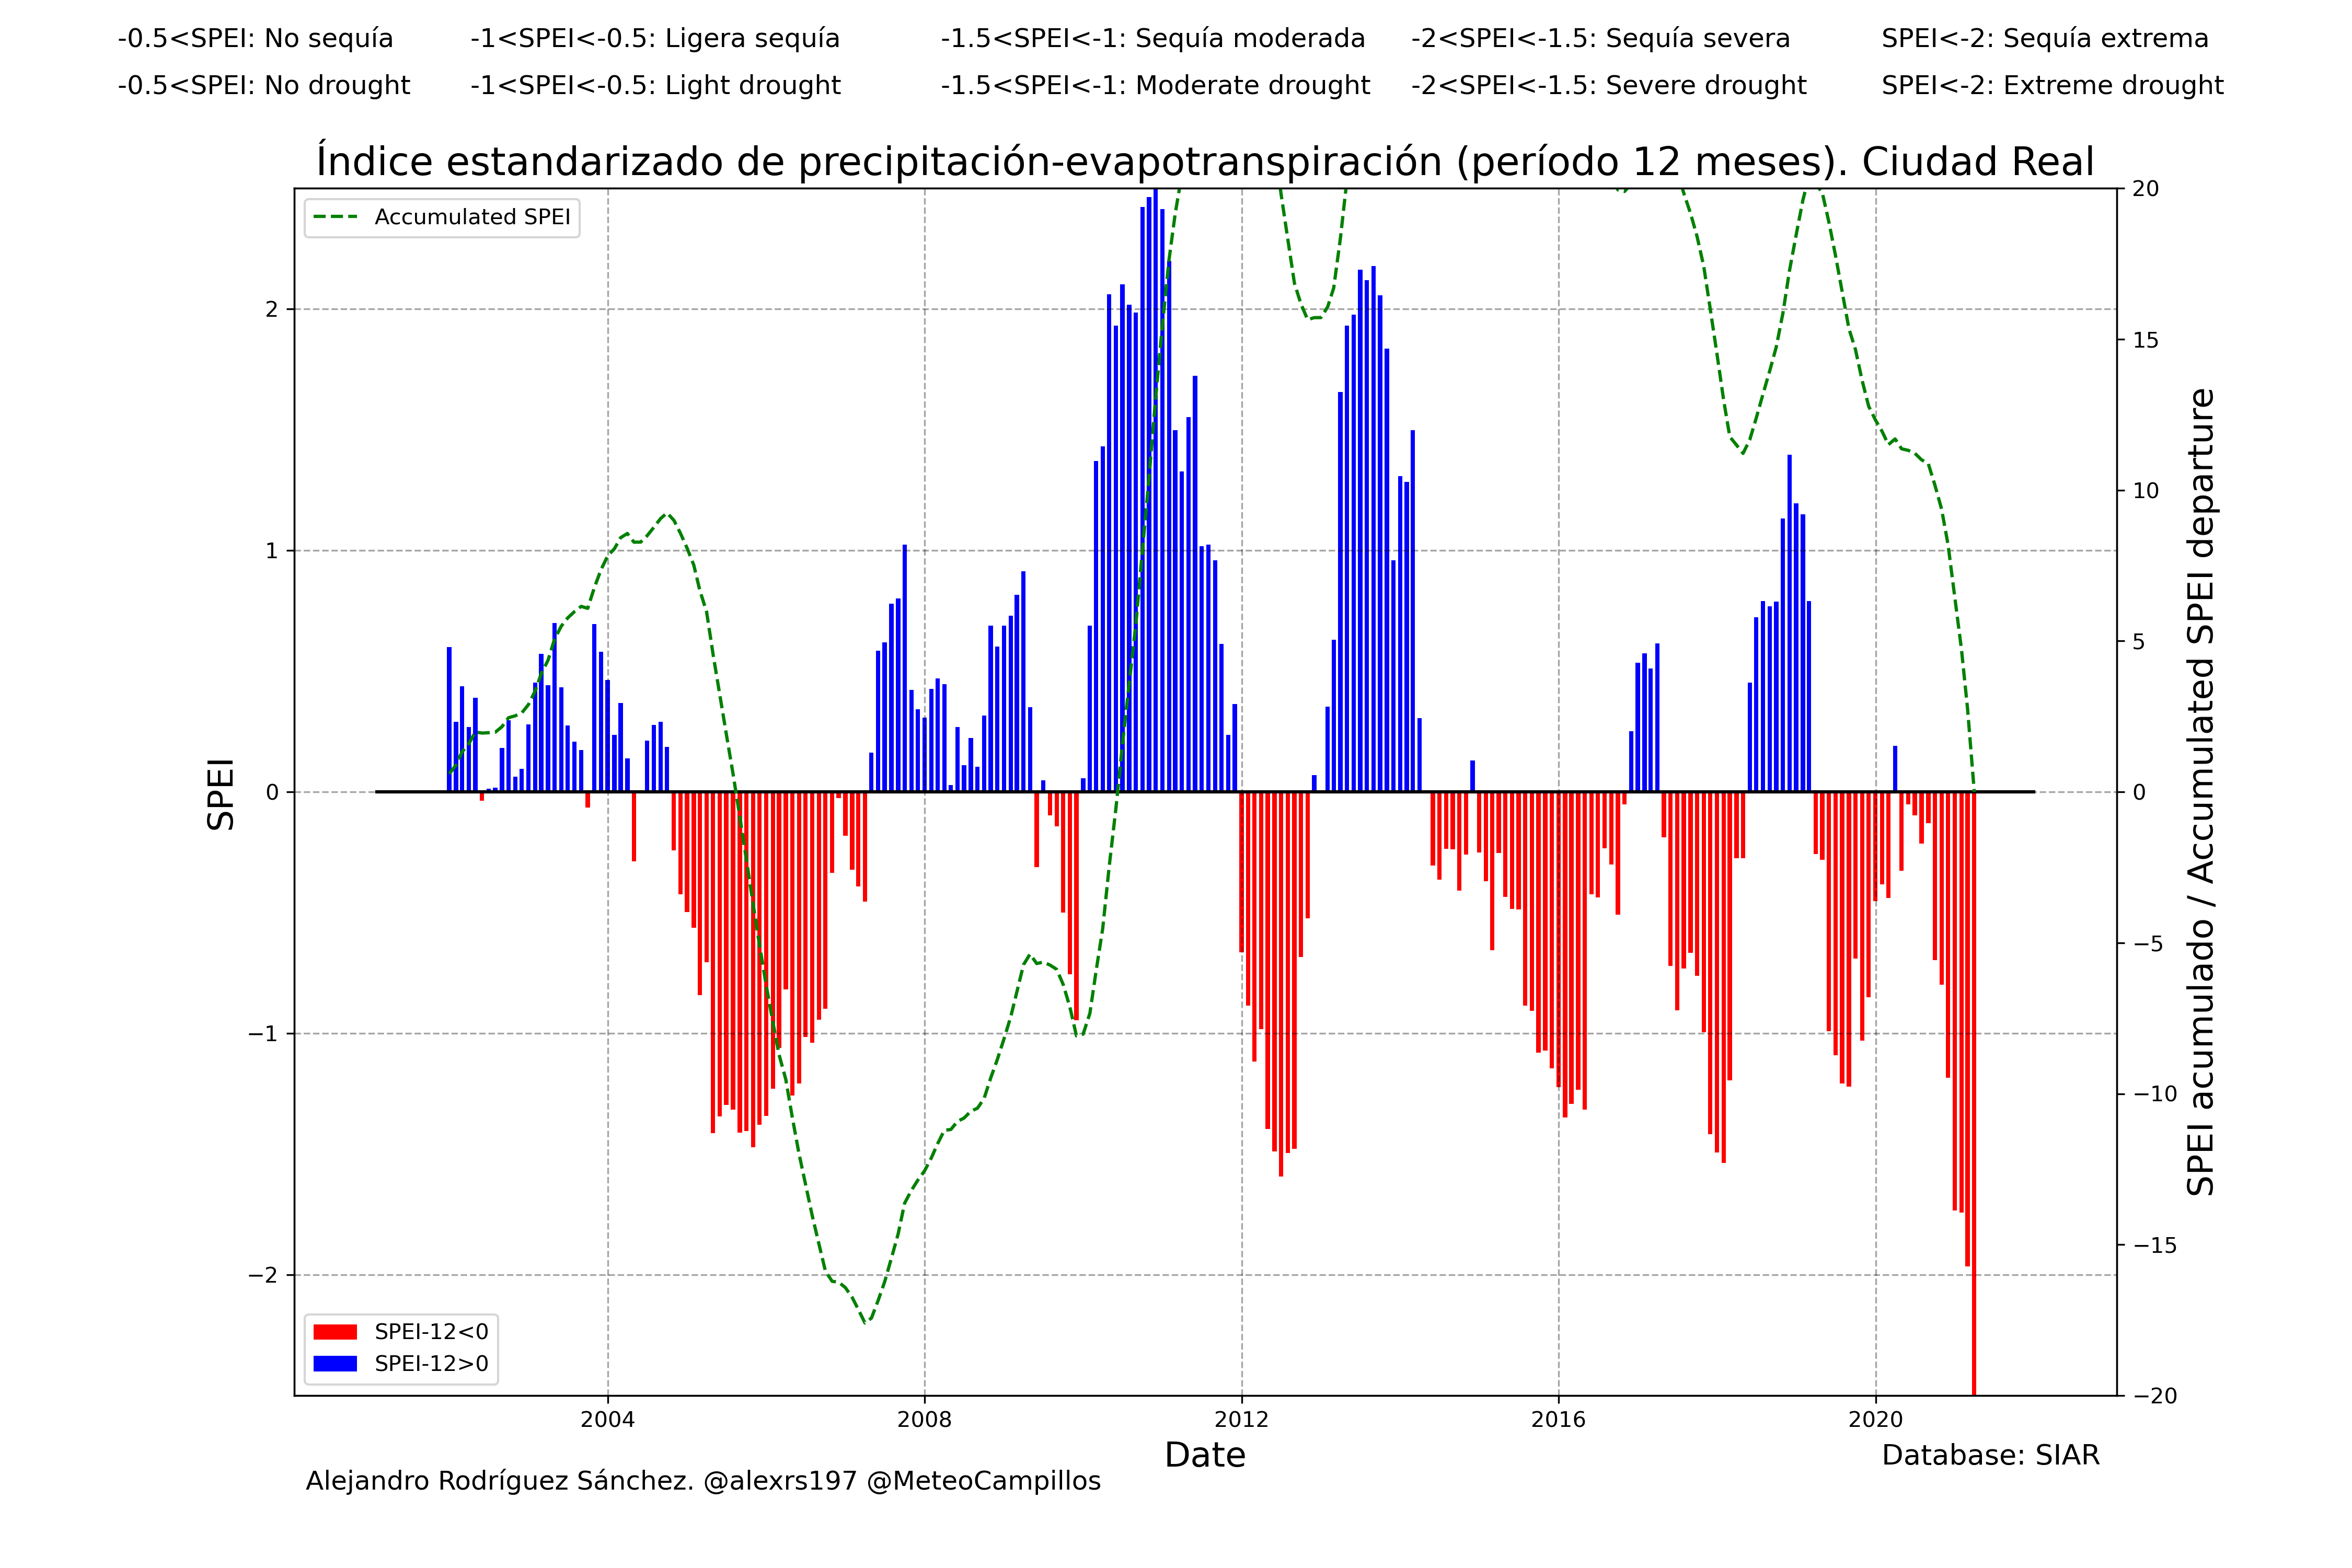 -0.5<SPEI: No sequía -1<SPEI<-0.5: Ligera sequía -1.5<SPEI<-1: Sequía moderada -2<SPEI<-1.5: Sequía severa SPEI<-2: Sequía extrema
-0.5<SPEI: No drought -1<SPEI<-0.5: Light drought -1.5<SPEI<-1: Moderate drought -2<SPEI<-1.5: Severe drought SPEI<-2: Extreme drought
Índice estandarizado de precipitación-evapotranspiración (período 12 meses). Ciudad Real
Accumulated SPEI
SPEI
2
1
0
−1
−2
20
15
10
5
0
−5
−10
−15
−20
SPEI acumulado / Accumulated SPEI departure
SPEI-12<0
SPEI-12>0
2004 2008 2012 2016 2020
Date
Database: SIAR
Alejandro Rodríguez Sánchez. @alexrs197 @MeteoCampillos